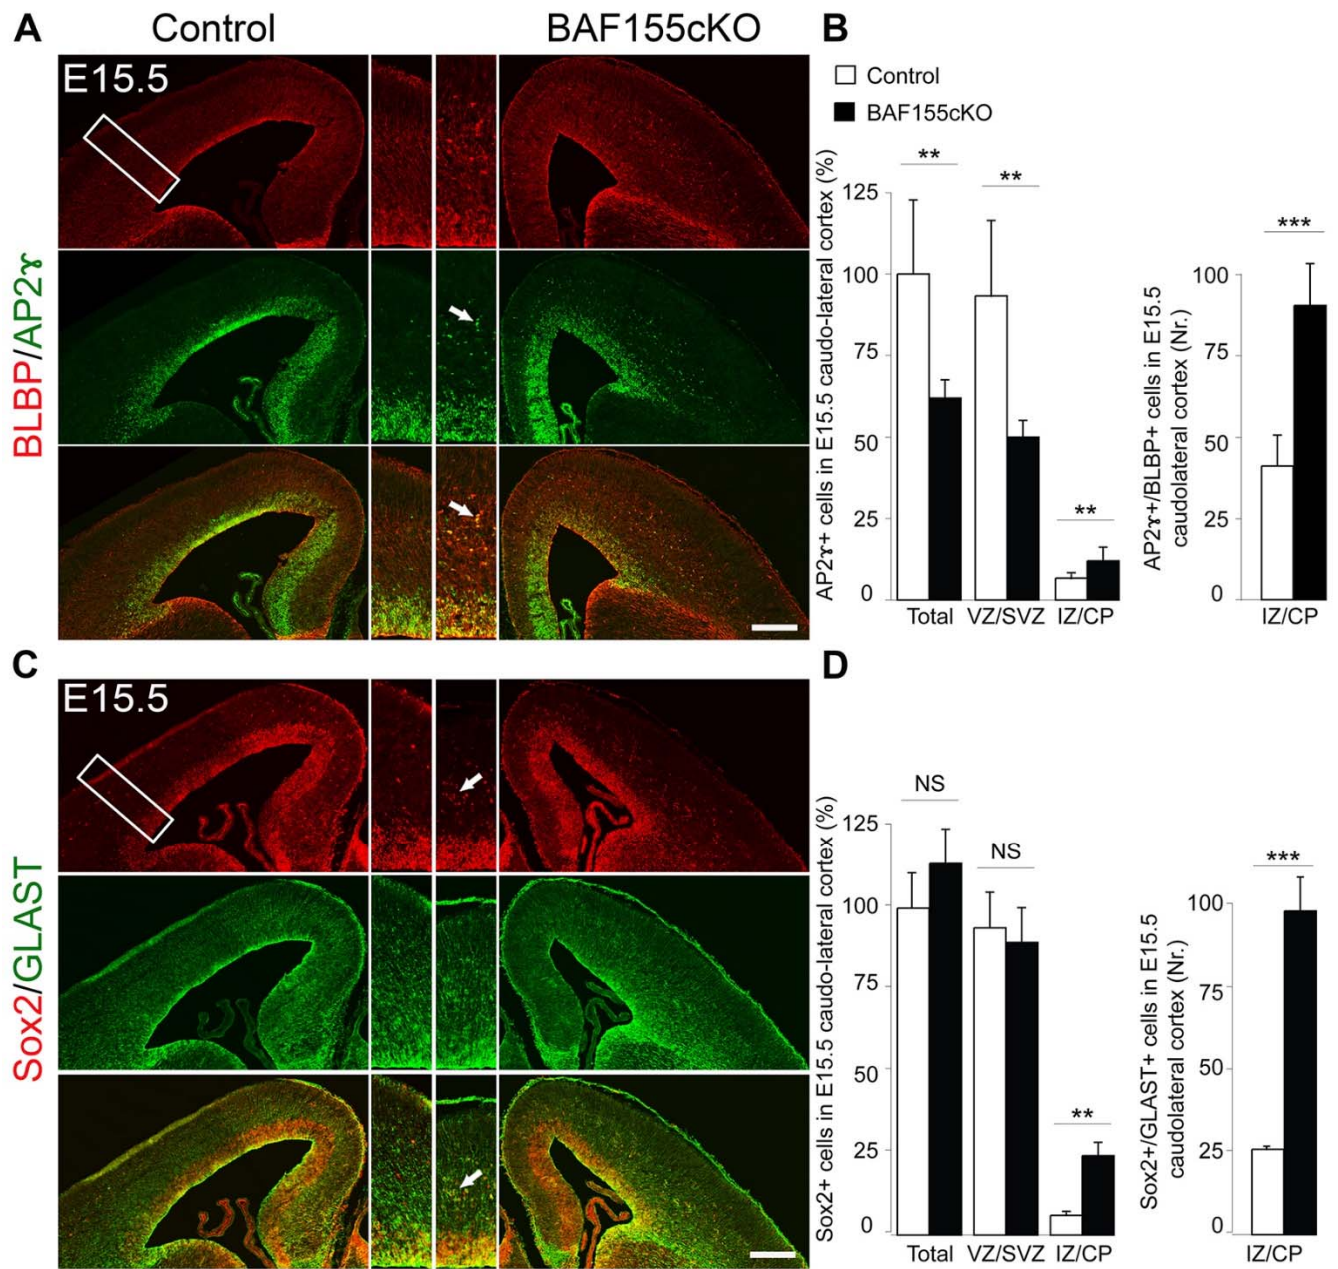 A
Control
BAF155cKO
E15.5
BLBP/AP2ɤ
B
Control
BAF155cKO
AP2ɤ+ cells in E15.5 caudo-lateral cortex (%)
125
100
75
50
25
0
**
**
**
Total
VZ/SVZ
IZ/CP
AP2ɤ+/BLBP+ cells in E15.5
caudolateral cortex (Nr.)
100
75
50
25
0
***
IZ/CP
C
E15.5
Sox2/GLAST
D
Sox2+ cells in E15.5 caudo-lateral cortex (%)
125
100
75
50
25
0
NS
NS
**
Total
VZ/SVZ
IZ/CP
Sox2+/GLAST+ cells in E15.5
caudolateral cortex (Nr.)
100
75
50
25
0
***
IZ/CP